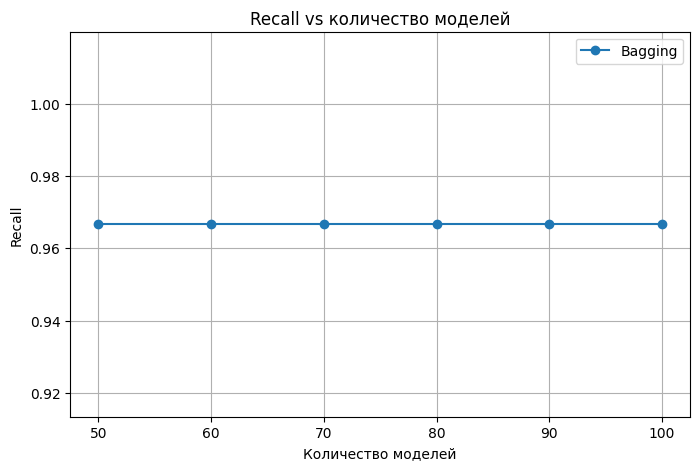 Recall vs количество моделей
Bagging
1.00
0.98
0.96
0.94
0.92
Recall
50 60 70 80 90 100
Количество моделей